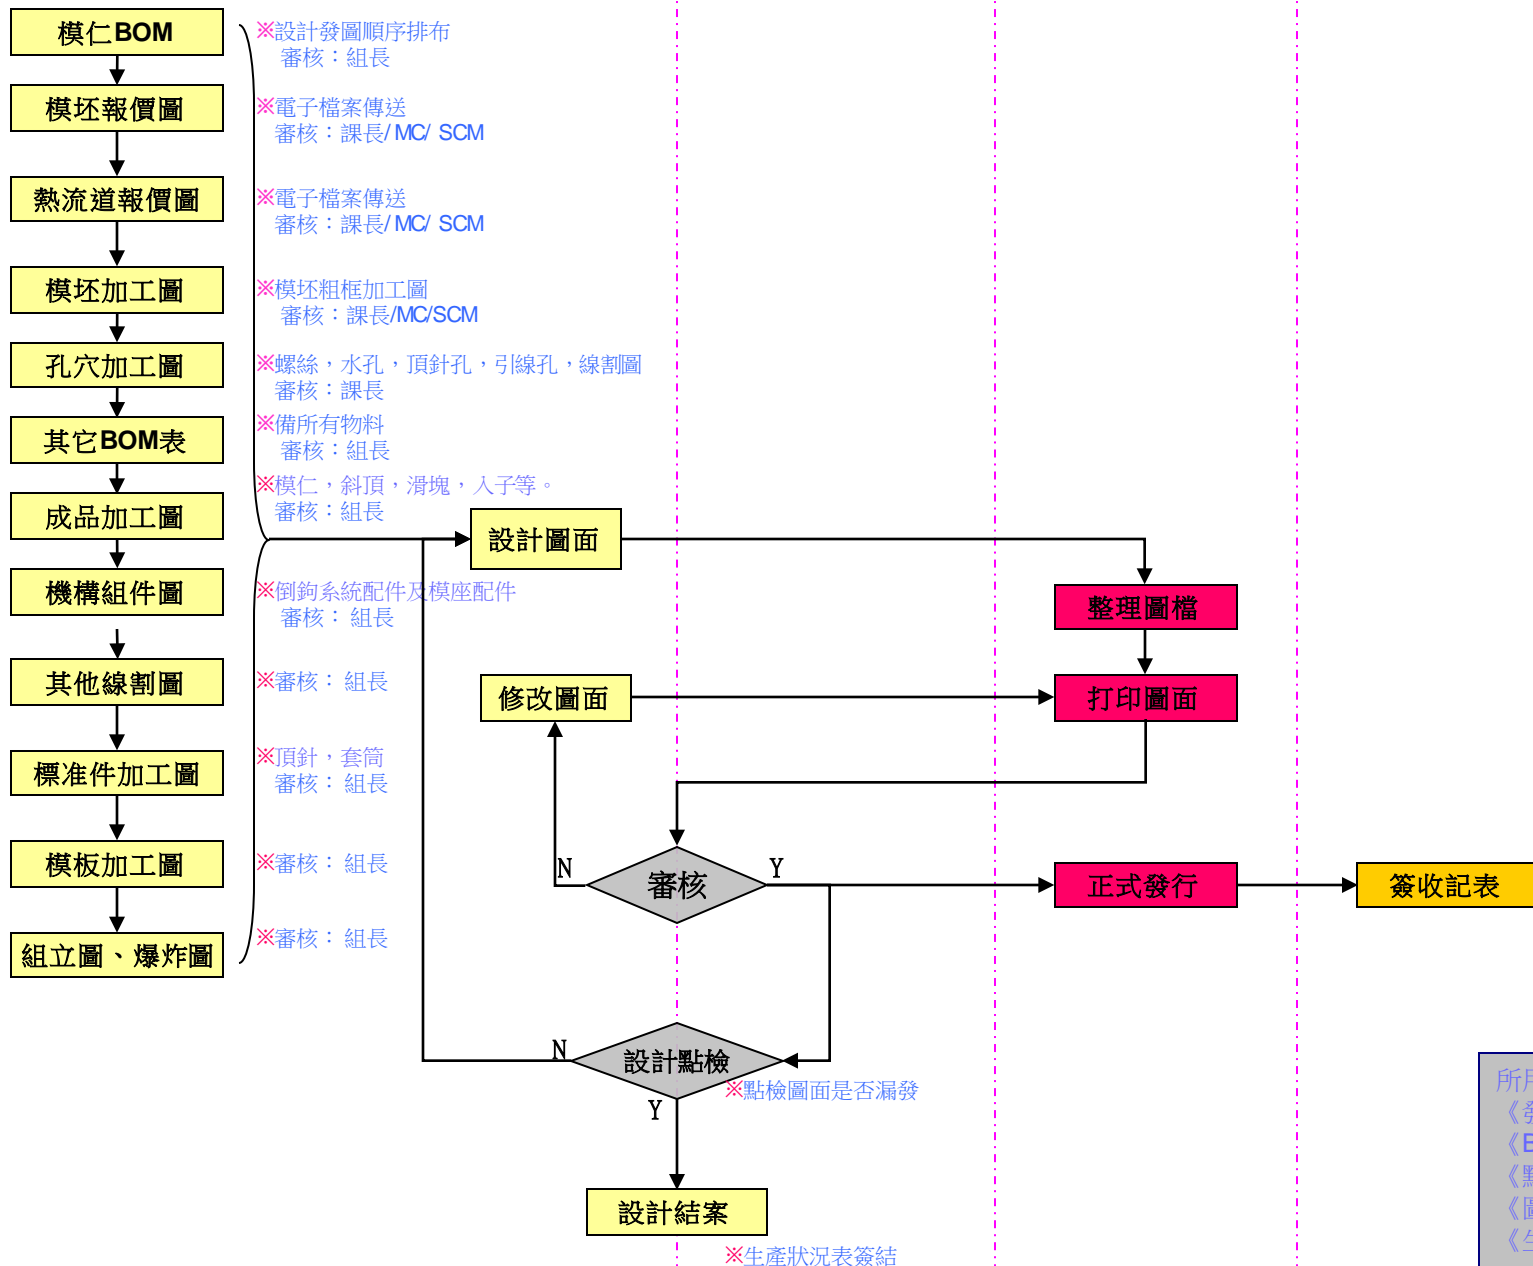 模仁BOM
※設計發圖順序排布
審核：組長
模坯報價圖
※電子檔案傳送
審核：課長/ MC/ SCM
熱流道報價圖
※電子檔案傳送
審核：課長/ MC/ SCM
模坯加工圖
※模坯粗框加工圖
審核：課長/MC/SCM
孔穴加工圖
※螺絲，水孔，頂針孔，引線孔，線割圖
審核：課長
其它BOM表
※備所有物料
審核：組長
成品加工圖
※模仁，斜頂，滑塊，入子等。
審核：組長
設計圖面
機構組件圖
※倒鉤系統配件及模座配件
審核： 組長
整理圖檔
其他線割圖
※審核： 組長
修改圖面
打印圖面
標准件加工圖
※頂針，套筒
審核： 組長
模板加工圖
※審核： 組長
N
審核
Y
正式發行
簽收記表
組立圖、爆炸圖
※審核： 組長
N
設計點檢
※點檢圖面是否漏發
Y
設計結案
※生產狀況表簽結
所
《
《
《
《圖
《生